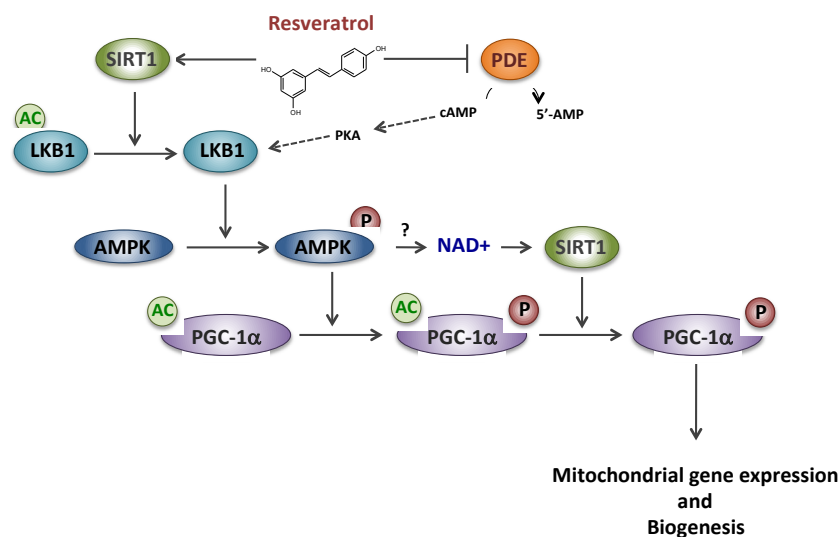 Resveratrol
SIRT1
OH
HO
OH
PDE
AC
cAMP
5’-AMP
PKA
LKB1
LKB1
P
?
AMPK
AMPK
NAD+
SIRT1
AC
AC
P
P
PGC-1α
PGC-1α
PGC-1α
Mitochondrial gene expression
and
Biogenesis